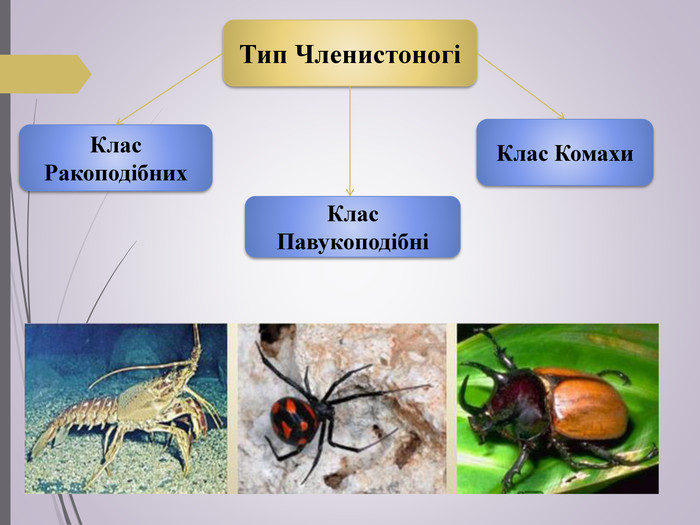 Тип Членистоногі
Клас
Ракоподібних
Клас Комахи
Клас
Павукоподібні